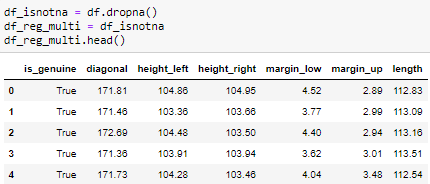 df_isnotna = df.dropna()
df_reg_multi = df_isnotna
df_reg_multi.head()
is_genuine diagonal height_left height_right margin_low margin_up length
0 True 171.81 104.86 104.95 4.52 2.89 112.83
1 True 171.46 103.36 103.66 3.77 2.99 113.09
2 True 172.69 104.48 103.50 4.40 2.94 113.16
3 True 171.36 103.91 103.94 3.62 3.01 113.51
4 True 171.73 104.28 103.46 4.04 3.48 112.54